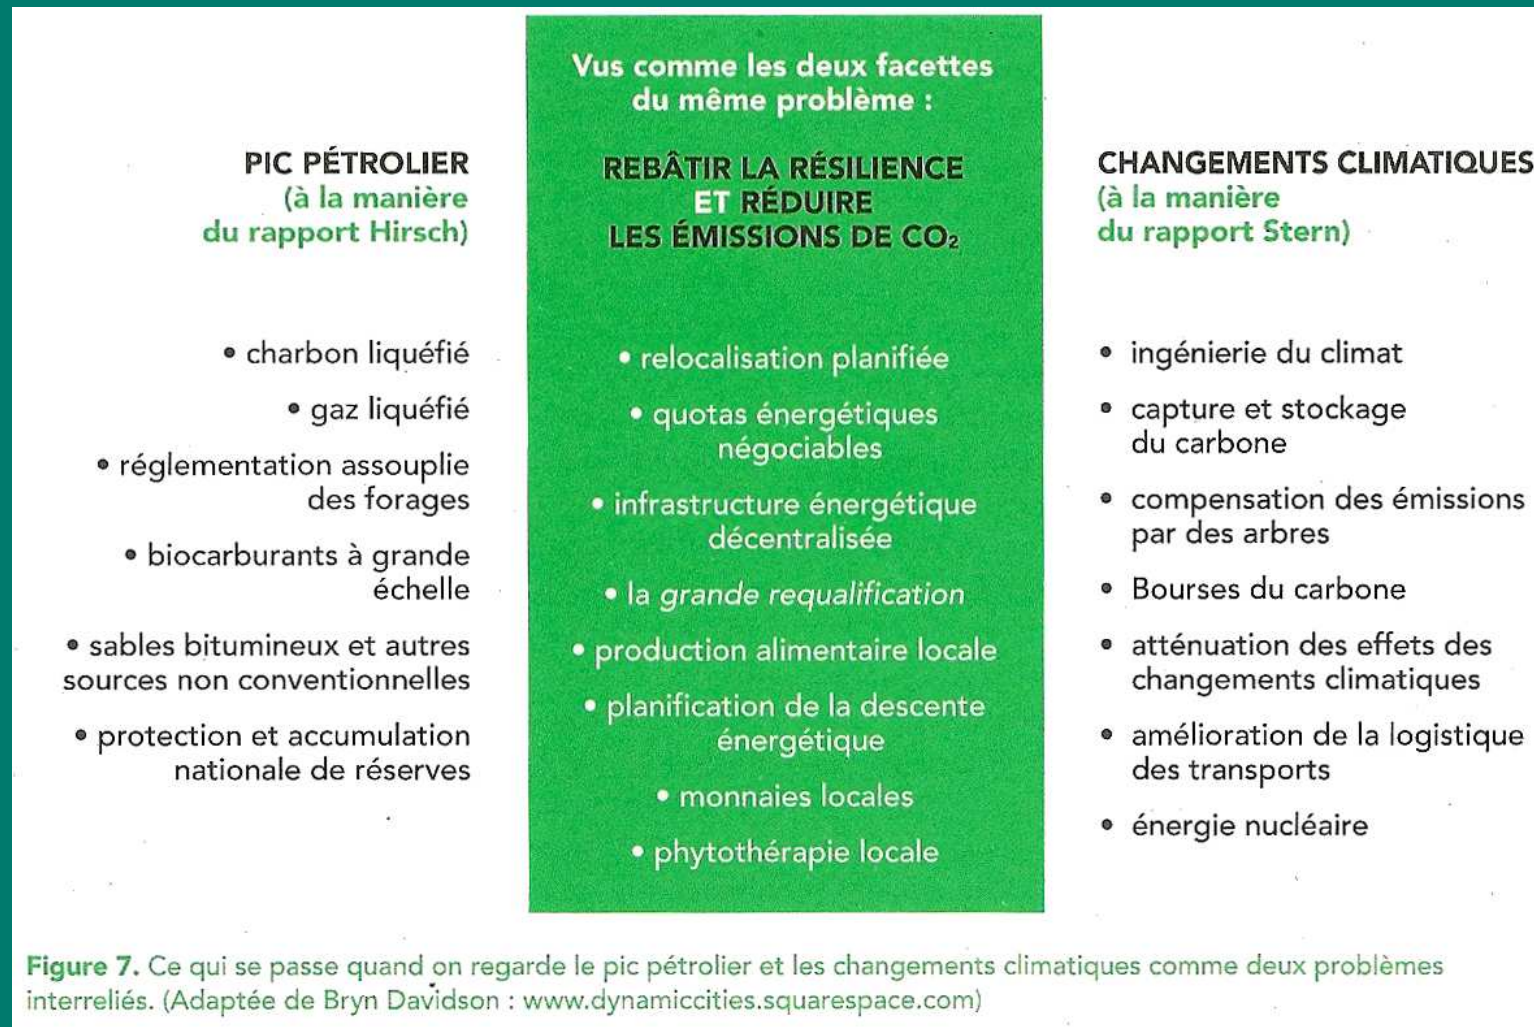 PIC PÉTROLIER
(à la manière
du rapport Hirsch)
• charbon liquéfié
• gaz liquéfié
• réglementation assouplie
des forages
• biocarburants à grande
échelle
• sables bitumineux et autres
sources non conventionnelles
• protection et accumulation
nationale de réserves
Vus comme les deux facettes
du même problème :
REBÂTIR LA RÉSILIENCE
ET RÉDUIRE
LES ÉMISSIONS DE CO₂
• relocalisation planifiée
• quotas énergétiques
négociables
• infrastructure énergétique
décentralisée
• la grande requalification
• production alimentaire locale
• planification de la descente
énergétique
• monnaies locales
• phytothérapie locale
CHANGEMENTS CLIMATIQUES
(à la manière
du rapport Stern)
• ingénierie du climat
• capture et stockage
du carbone
• compensation des émissions
par des arbres
• Bourses du carbone
• atténuation des effets des
changements climatiques
• amélioration de la logistique
des transports
• énergie nucléaire
Figure 7. Ce qui se passe quand on regarde le pic pétrolier et les changements climatiques comme deux problèmes
interreliés. (Adaptée de Bryn Davidson : www.dynamiccities.squarespace.com)